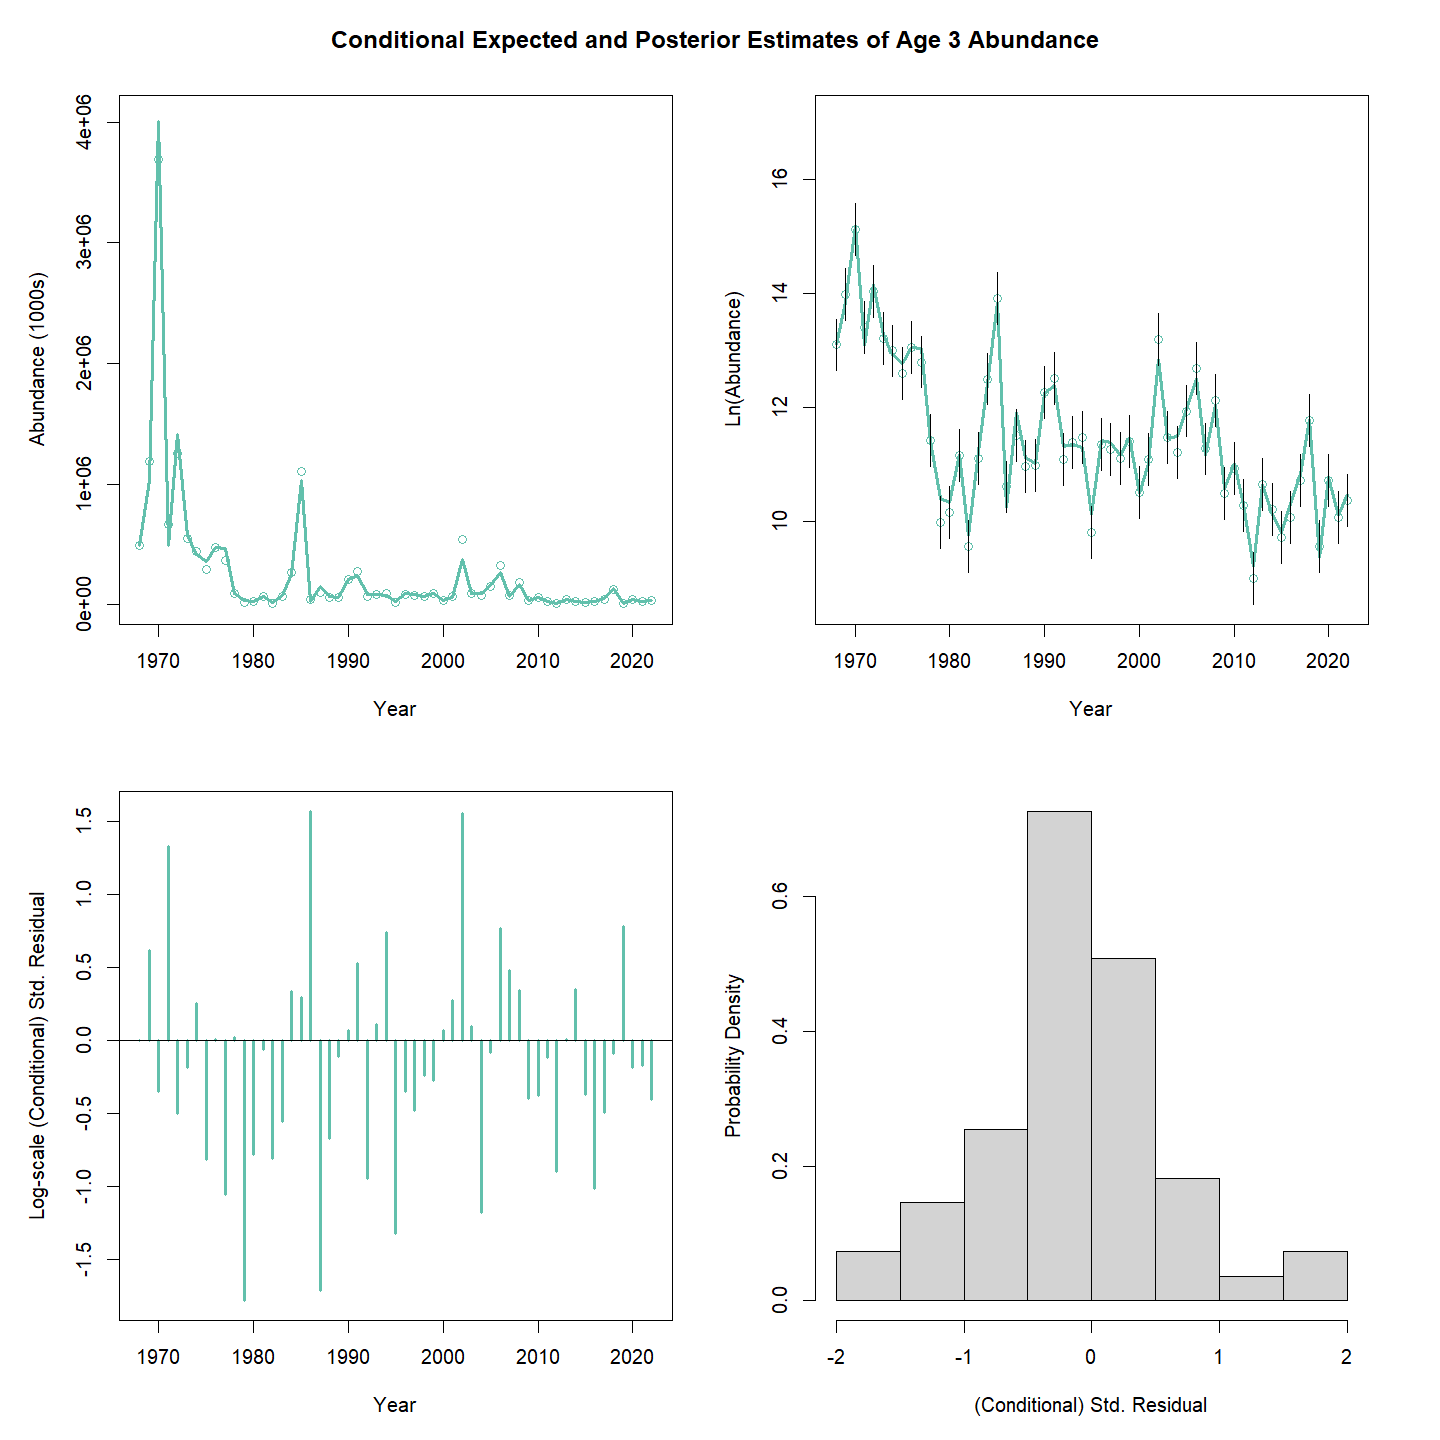 Conditional Expected and Posterior Estimates of Age 3 Abundance
Abundance (1000s)
0e+00
1e+06
2e+06
3e+06
4e+06
1970 1980 1990 2000 2010 2020
Year
Ln(Abundance)
10
12
14
16
1970 1980 1990 2000 2010 2020
Year
Log-scale (Conditional) Std. Residual
-1.5
-1.0
-0.5
0.0
0.5
1.0
1.5
1970 1980 1990 2000 2010 2020
Year
Probability Density
0.0
0.2
0.4
0.6
-2 -1 0 1 2
(Conditional) Std. Residual